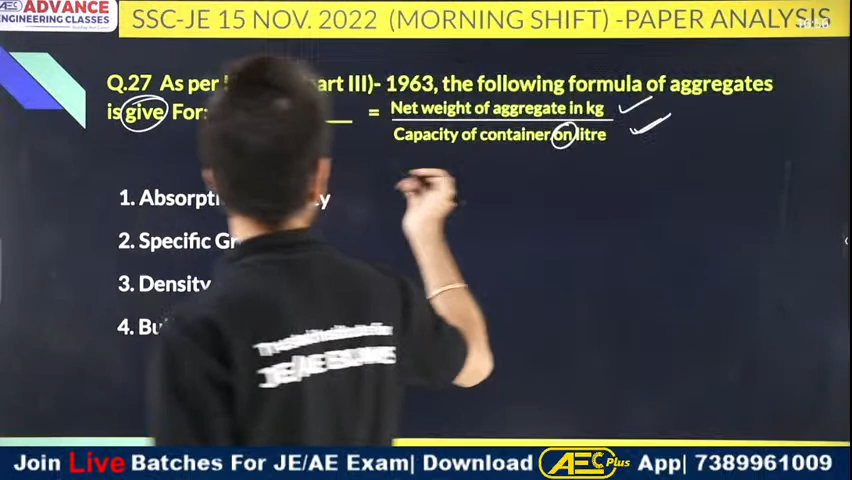 ADVANCE
ENGINEERING CLASSES
SSC-JE 15 NOV. 2022 (MORNING SHIFT) -PAPER ANALYSIS
Q.27 As per art III)- 1963, the following formula of aggregates
is give For: = Net weight of aggregate in kg
Capacity of container on litre
1. Absorpti y
2. Specific Gr
3. Density
4. Bu
JE/AE
Join Live Batches For JE/AE Exam| Download AEC Plus App| 7389961009